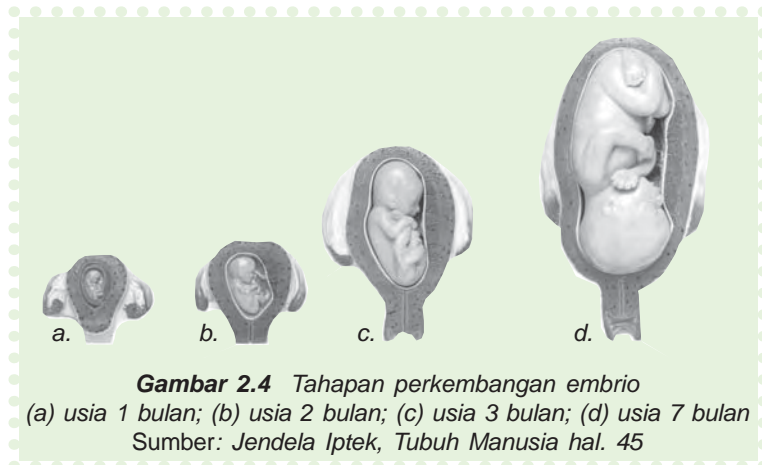 a.
b.
c.
d.
Gambar 2.4 Tahapan perkembangan embrio
(a) usia 1 bulan; (b) usia 2 bulan; (c) usia 3 bulan; (d) usia 7 bulan
Sumber: Jendela Iptek, Tubuh Manusia hal. 45